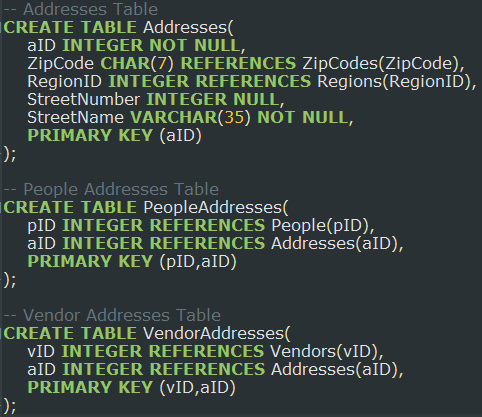 -- Addresses Table
CREATE TABLE Addresses(
aID INTEGER NOT NULL,
ZipCode CHAR(7) REFERENCES ZipCodes(ZipCode),
RegionID INTEGER REFERENCES Regions(RegionID),
StreetNumber INTEGER NULL,
StreetName VARCHAR(35) NOT NULL,
PRIMARY KEY (aID)
);
-- People Addresses Table
CREATE TABLE PeopleAddresses(
pID INTEGER REFERENCES People(pID),
aID INTEGER REFERENCES Addresses(aID),
PRIMARY KEY (pID,aID)
);
-- Vendor Addresses Table
CREATE TABLE VendorAddresses(
vID INTEGER REFERENCES Vendors(vID),
aID INTEGER REFERENCES Addresses(aID),
PRIMARY KEY (vID,aID)
);